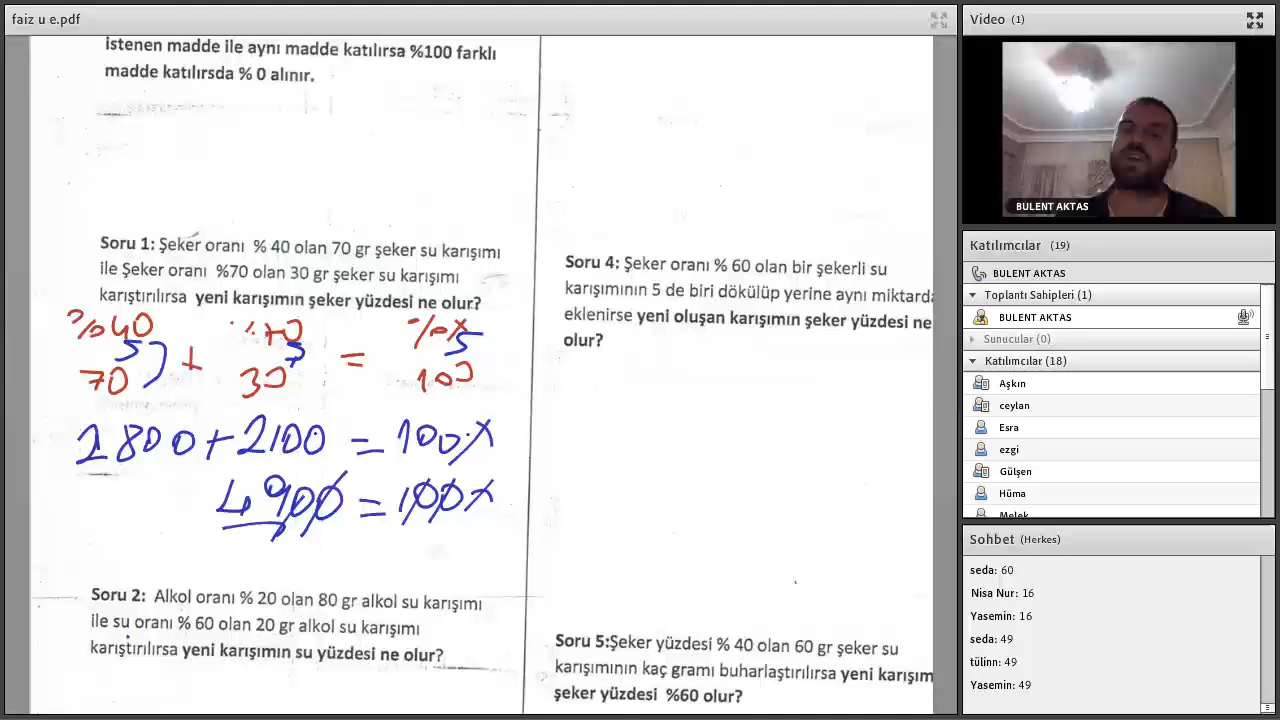 faiz u e.pdf
istenen madde ile aynı madde katılırsa %100 farklı
madde katılırsda % 0 alınır.
Soru 1: Şeker oranı % 40 olan 70 gr şeker su karışımı
ile Şeker oranı %70 olan 30 gr şeker su karışımı
karıştırılırsa yeni karışımın şeker yüzdesi ne olur?
%40 %70 %x
70 + 30 = 100
2800+2100 = 100x
4900 = 100x
Soru 2: Alkol oranı % 20 olan 80 gr alkol su karışımı
ile su oranı % 60 olan 20 gr alkol su karışımı
karıştırılırsa yeni karışımın su yüzdesi ne olur?
Soru 4: Şeker oranı % 60 olan bir şekerli su
karışımının 5 de biri dökülüp yerine aynı miktarda
eklenirse yeni oluşan karışımın şeker yüzdesi ne
olur?
Soru 5:Şeker yüzdesi % 40 olan 60 gr şeker su
karışımının kaç gramı buharlaştırılırsa yeni karışım
şeker yüzdesi %60 olur?
Video (1)
BULENT AKTAS
Katılımcılar (19)
BULENT AKTAS
Toplantı Sahipleri (1)
BULENT AKTAS
Sunucular (0)
Katılımcılar (18)
Aşkın
ceylan
Esra
ezgi
Gülşen
Hüma
Melek
Sohbet (Herkes)
seda: 60
Nisa Nur: 16
Yasemin: 16
seda: 49
tülinn: 49
Yasemin: 49